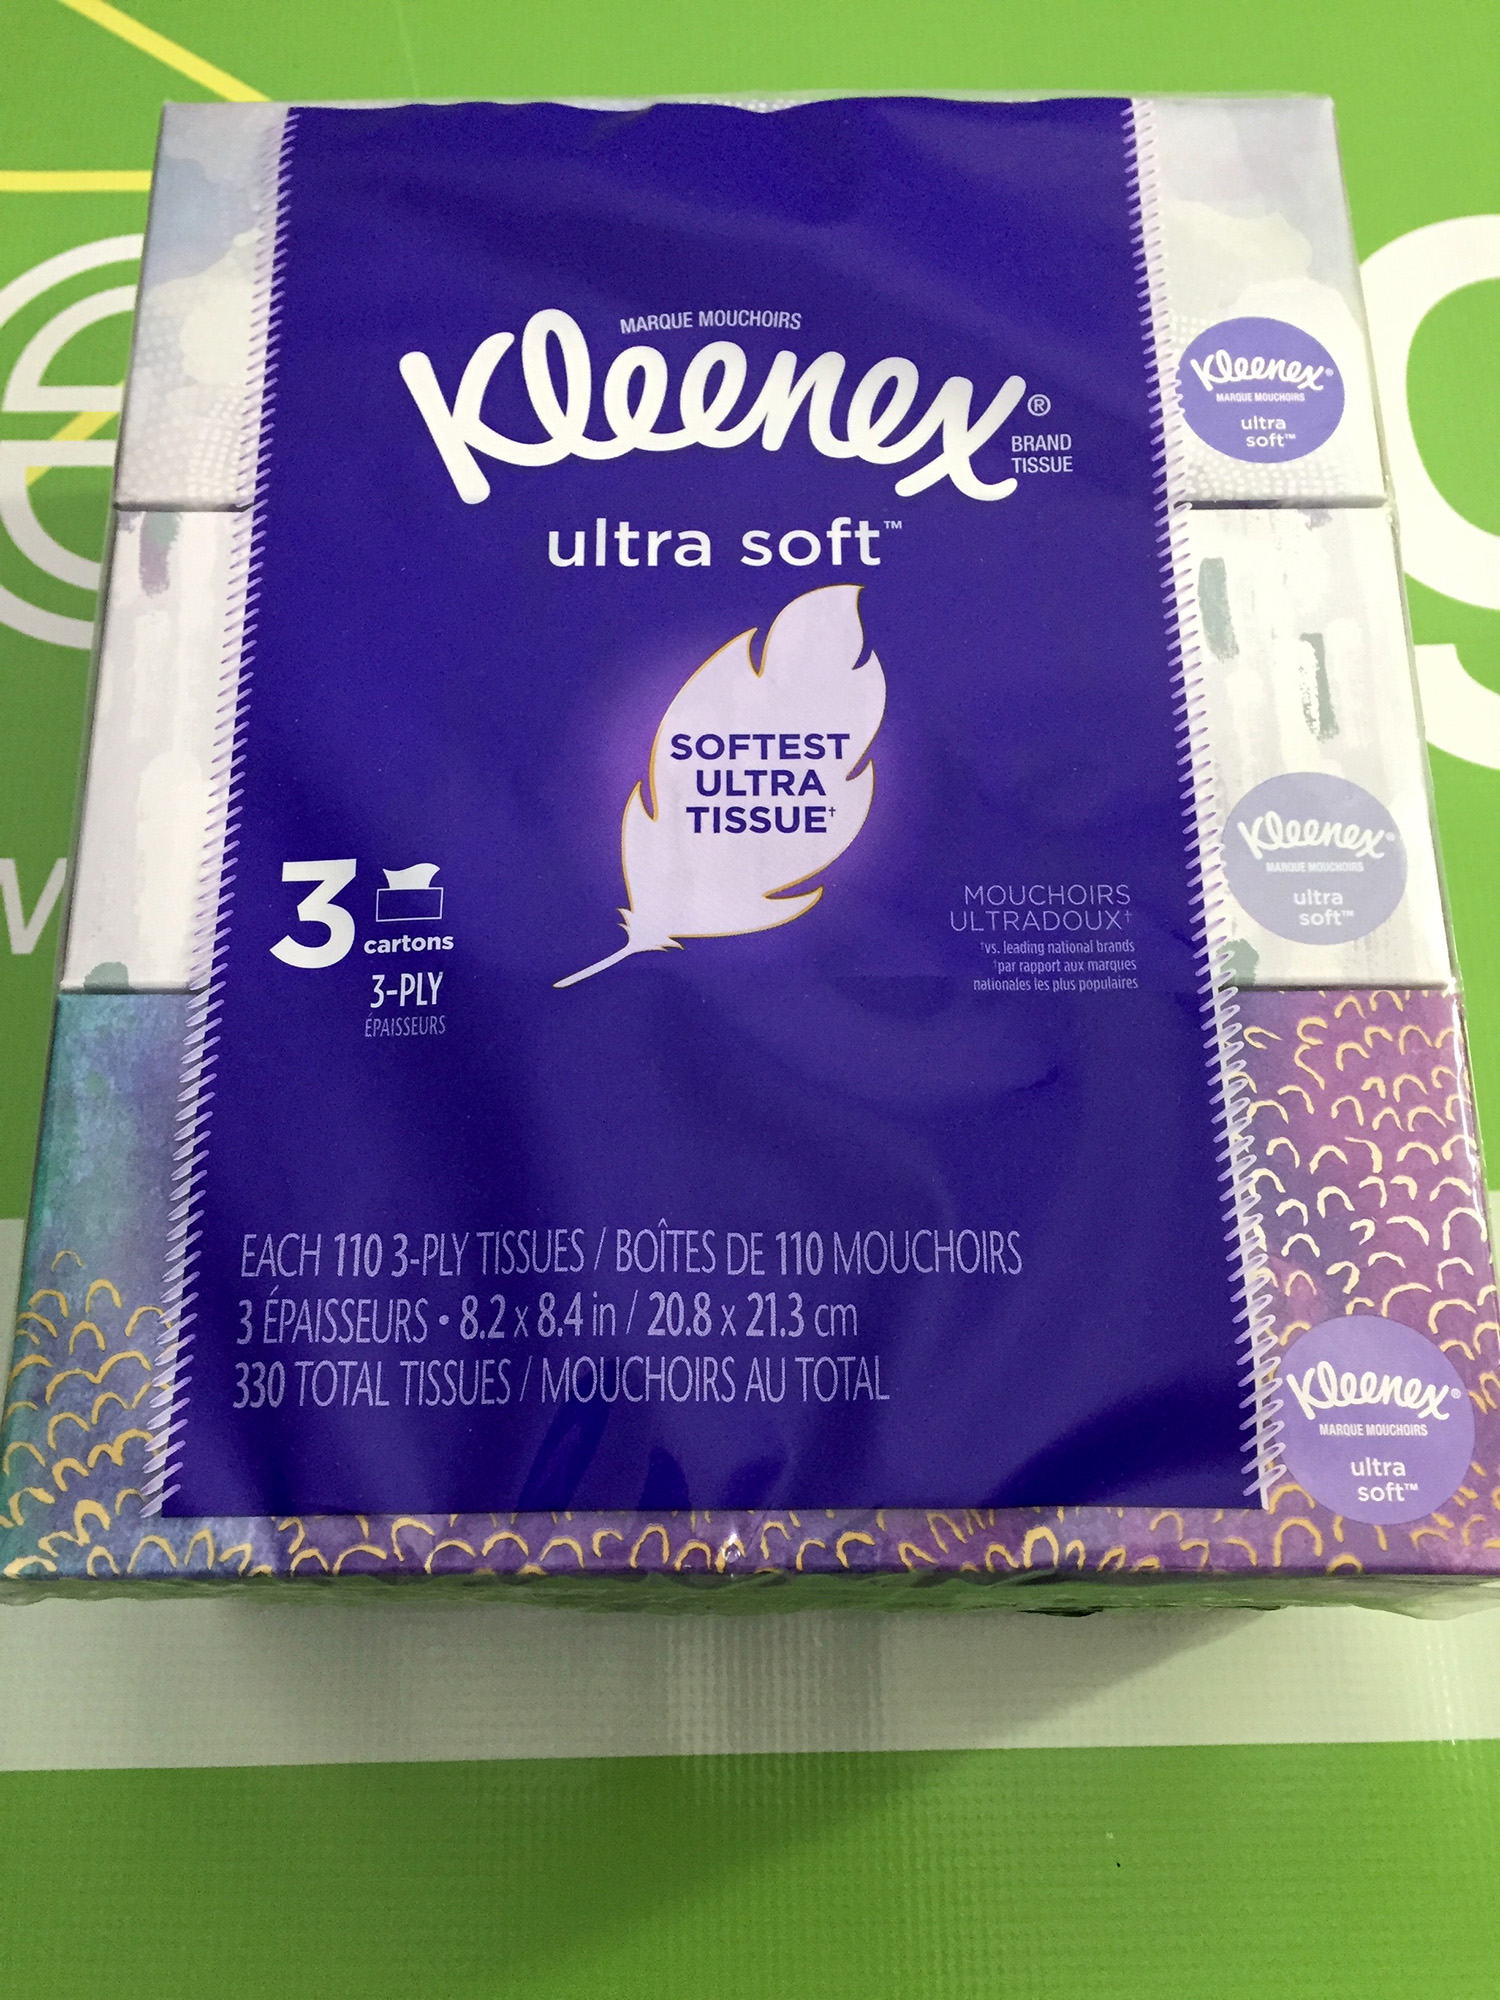 MARQUE MOUCHOIRS
Kleenex®
BRAND
TISSUE
ultra soft™
SOFTEST
ULTRA
TISSUE†
3
cartons
3-PLY
ÉPAISSEURS
MOUCHOIRS
ULTRADOUX†
†vs. leading national brands
†par rapport aux marques
nationales les plus populaires
EACH 110 3-PLY TISSUES / BOÎTES DE 110 MOUCHOIRS
3 ÉPAISSEURS • 8.2 x 8.4 in / 20.8 x 21.3 cm
330 TOTAL TISSUES / MOUCHOIRS AU TOTAL
Kleenex®
MARQUE MOUCHOIRS
ultra
soft™
Kleenex®
MARQUE MOUCHOIRS
ultra
soft™
Kleenex®
MARQUE MOUCHOIRS
ultra
soft™